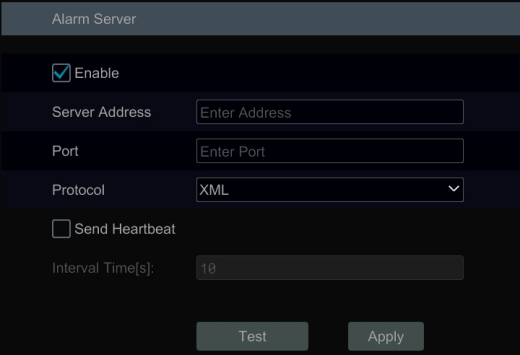 Alarm Server
Enable
Server Address Enter Address
Port Enter Port
Protocol XML
Send Heartbeat
Interval Time[s]: 10
Test Apply